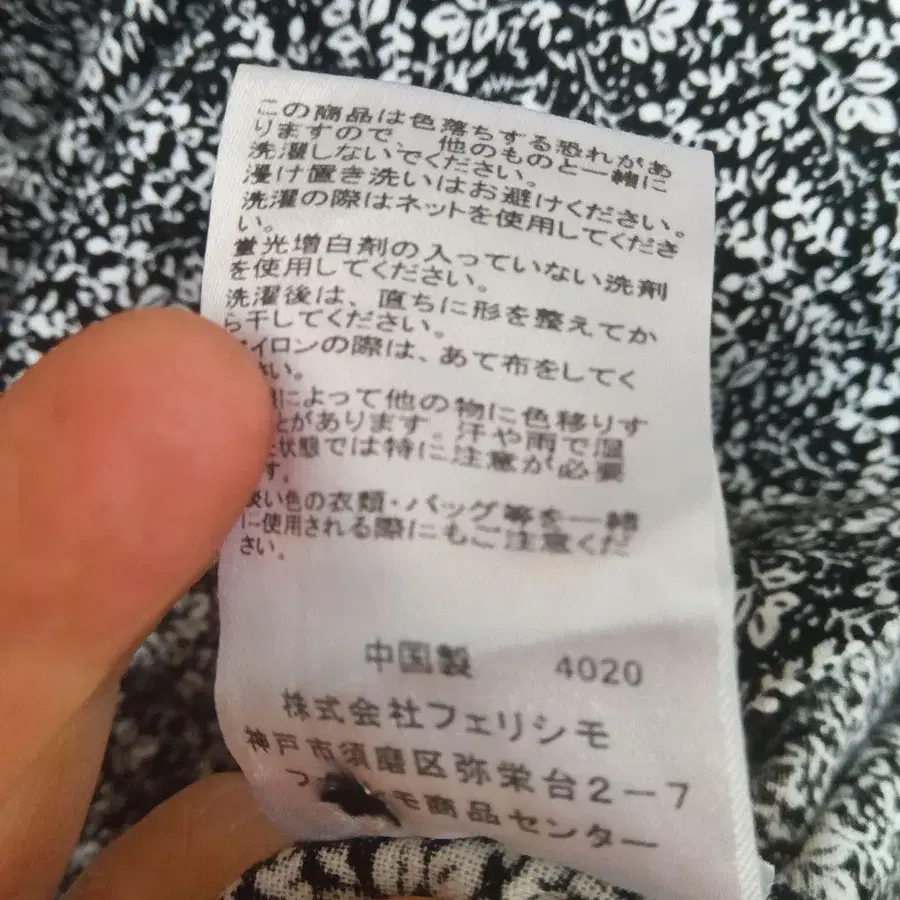 この商品は色落ちする恐れがあ
りますので、他のものと一緒に
洗濯しないでください。
浸け置き洗いはお避けください。
洗濯の際はネットを使用してくださ
い。
蛍光増白剤の入っていない洗剤
を使用してください。
洗濯後は、直ちに形を整えてか
ら干してください。
イロンの際は、あて布をしてく
さい。
によって他の物に色移りす
とがあります。汗や雨で湿
状態では特に注意が必要
す。
淡い色の衣類・バッグ等を一緒
に使用される際にもご注意くだ
さい。
中国製 4020
株式会社フェリシモ
神戸市須磨区弥栄台2-7
モ商品センター